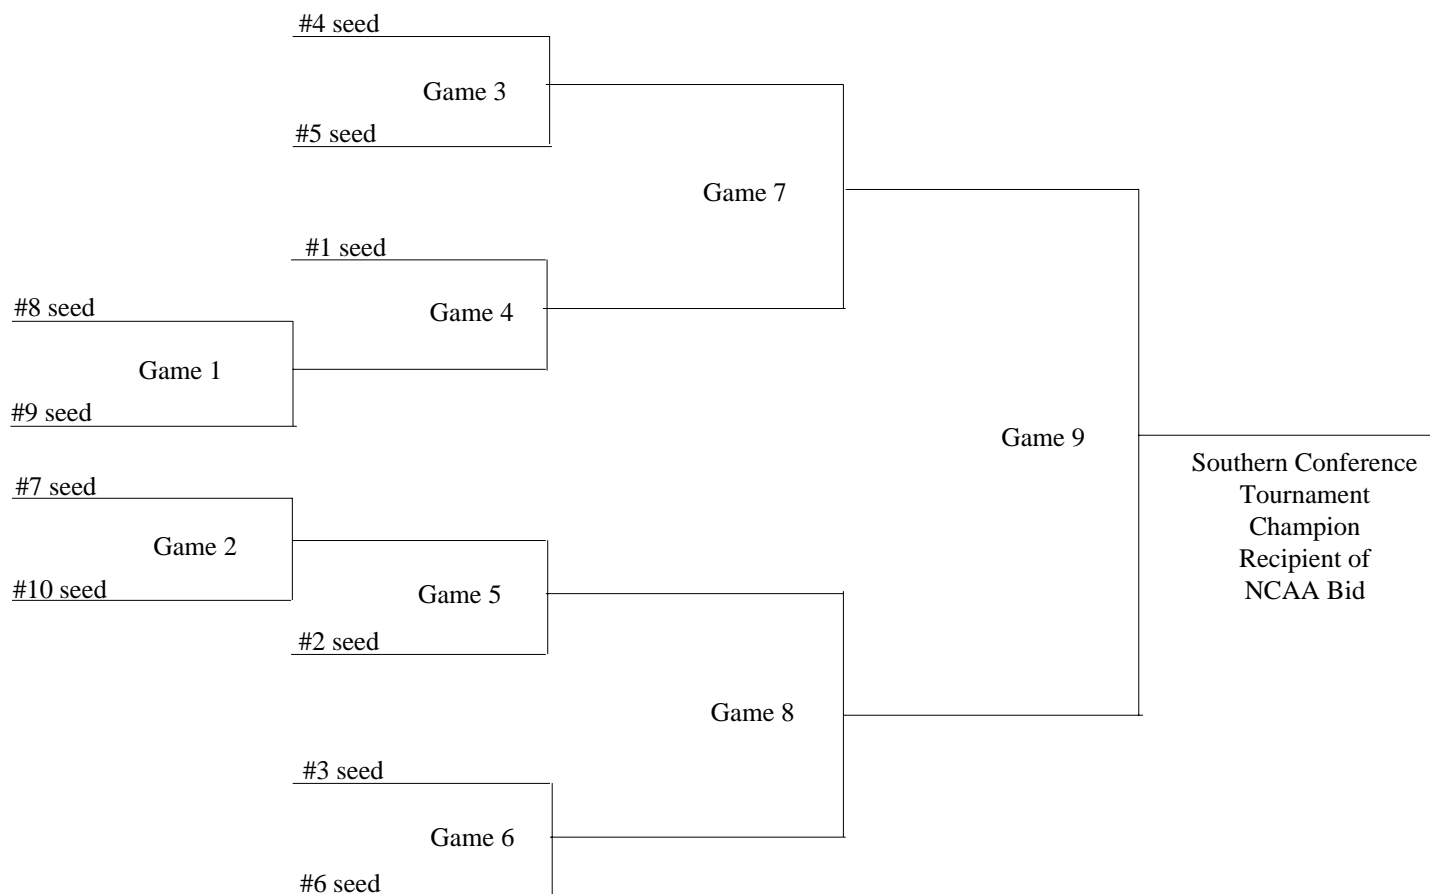 #4 seed
Game 3
#5 seed
Game 7
#1 seed
#8 seed
Game 4
Game 1
#9 seed
Game 9
Southern Conference
Tournament
Champion
Recipient of
NCAA Bid
#7 seed
Game 2
#10 seed
Game 5
#2 seed
Game 8
#3 seed
Game 6
#6 seed